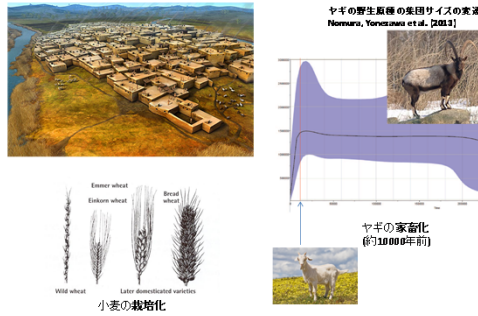 ヤギの野生原種の集団サイズの変遷
Nomura, Yonezawa et al. (2013)
Emmer wheat
Einkorn wheat
Bread
wheat
Wild wheat
Later domesticated varieties
小麦の栽培化
ヤギの家畜化
(約10000年前)